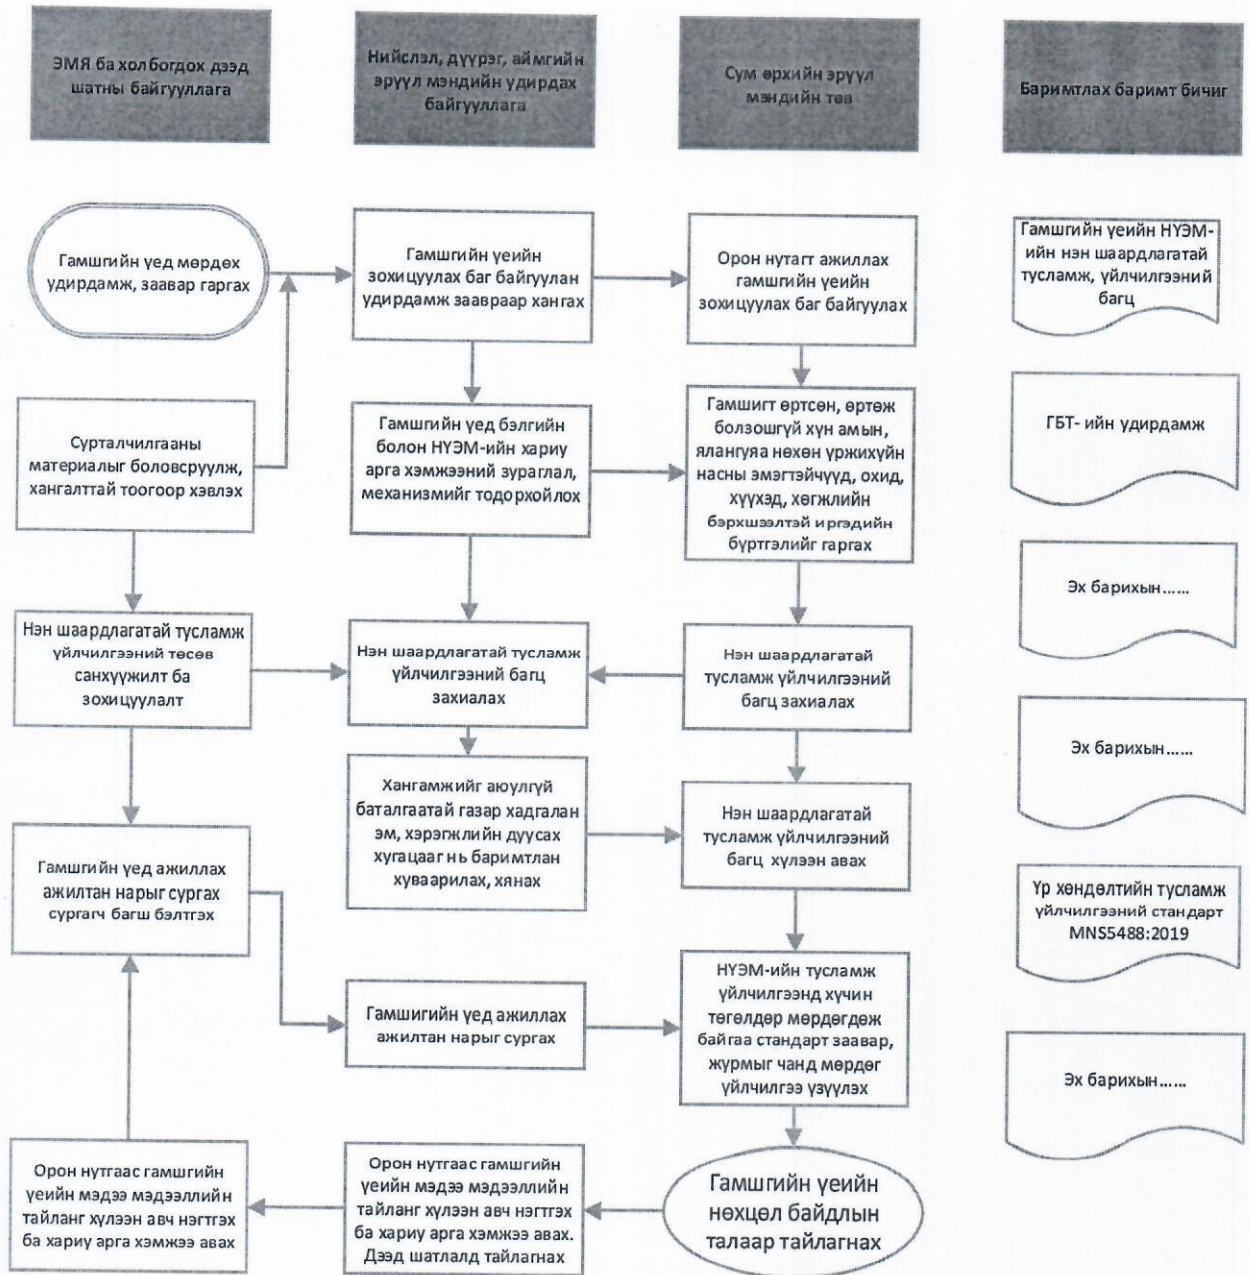 ЭМЯ ба холбогдох дээд
шатны байгууллага
Нийслэл, дүүрэг, аймгийн
эрүүл мэндийн удирдах
байгууллага
Сум өрхийн эрүүл
мэндийн төв
Баримтлах баримт бичиг
Гамшгийн үед мөрдөх
удирдамж, заавар гаргах
Гамшгийн үеийн
зохицуулах баг байгуулан
удирдамж заавраар хангах
Орон нутагт ажиллах
гамшгийн үеийн
зохицуулах баг байгуулах
Гамшгийн үеийн НҮЭМ-
ийн нэн шаардлагатай
тусламж, үйлчилгээний
багц
Сурталчилгааны
материалыг боловсруулж,
хангалттай тоогоор хэвлэх
Гамшгийн үед бэлгийн
болон НҮЭМ-ийн хариу
арга хэмжээний зураглал,
механизмийг тодорхойлох
Гамшигт өртсөн, өртөж
болзошгүй хүн амын,
ялангуяа нөхөн үржихүйн
насны эмэгтэйчүүд, охид,
хүүхэд, хөгжлийн
бэрхшээлтэй иргэдийн
бүртгэлийг гаргах
ГБТ- ийн удирдамж
Эх барихын......
Нэн шаардлагатай тусламж
үйлчилгээний төсөв
санхүүжилт ба
зохицуулалт
Нэн шаардлагатай тусламж
үйлчилгээний багц
захиалах
Нэн шаардлагатай
тусламж үйлчилгээний
багц захиалах
Эх барихын......
Гамшгийн үед ажиллах
ажилтан нарыг сургах
сургагч багш бэлтгэх
Хангамжийг аюулгүй
баталгаатай газар хадгалан
эм, хэрэгжлийн дуусах
хугацааг нь баримтлан
хуваарилах, хянах
Нэн шаардлагатай
тусламж үйлчилгээний
багц хүлээн авах
Үр хөндөлтийн тусламж
үйлчилгээний стандарт
MNS5488:2019
Гамшигийн үед ажиллах
ажилтан нарыг сургах
НҮЭМ-ийн тусламж
үйлчилгээнд хүчин
төгөлдөр мөрдөгдөж
байгаа стандарт заавар,
журмыг чанд мөрдөг
үйлчилгээ үзүүлэх
Эх барихын......
Орон нутгаас гамшгийн
үеийн мэдээ мэдээллийн
тайланг хүлээн авч нэгтгэх
ба хариу арга хэмжээ авах
Орон нутгаас гамшгийн
үеийн мэдээ мэдээллийн
тайланг хүлээн авч нэгтгэх
ба хариу арга хэмжээ авах.
Дээд шатлалд тайлагнах
Гамшгийн үеийн
нөхцөл байдлын
талаар тайлагнах